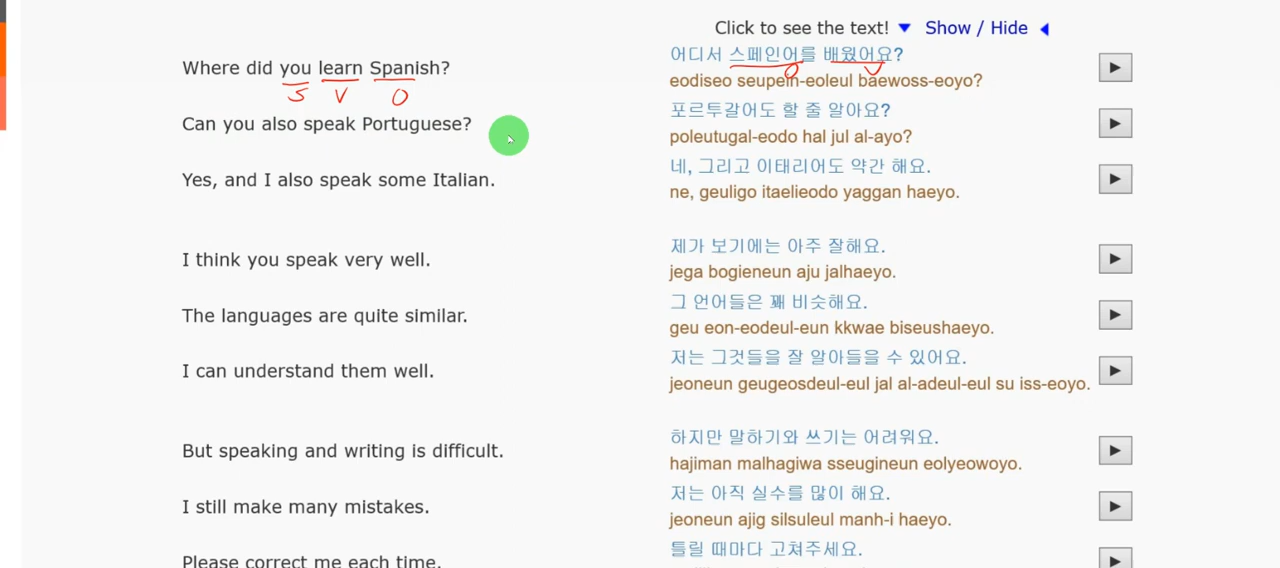 Click to see the text! Show / Hide
Where did you learn Spanish?
S V O
어디서 스페인어를 배웠어요?
O V
eodiseo seupein-eoleul baewoss-eoyo?
Can you also speak Portuguese?
포르투갈어도 할 줄 알아요?
poleutugal-eodo hal jul al-ayo?
Yes, and I also speak some Italian.
네, 그리고 이태리어도 약간 해요.
ne, geuligo itaelieodo yaggan haeyo.
I think you speak very well.
제가 보기에는 아주 잘해요.
jega bogieneun aju jalhaeyo.
The languages are quite similar.
그 언어들은 꽤 비슷해요.
geu eon-eodeul-eun kkwae biseushaeyo.
I can understand them well.
저는 그것들을 잘 알아들을 수 있어요.
jeoneun geugeosdeul-eul jal al-adeul-eul su iss-eoyo.
But speaking and writing is difficult.
하지만 말하기와 쓰기는 어려워요.
hajiman malhagiwa sseugineun eolyeowoyo.
I still make many mistakes.
저는 아직 실수를 많이 해요.
jeoneun ajig silsuleul manh-i haeyo.
Please correct me each time.
틀릴 때마다 고쳐주세요.